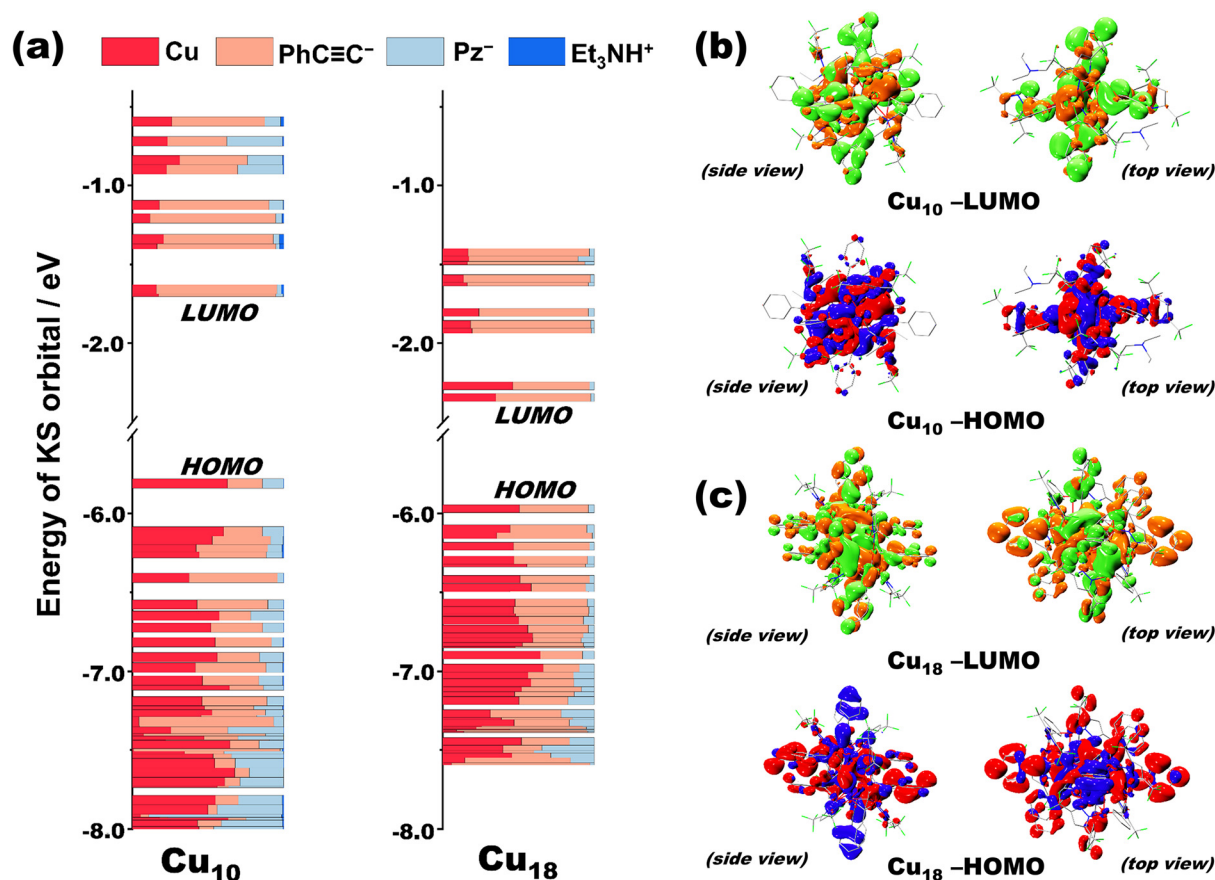 (a)
Cu
PhC≡C⁻
Pz⁻
Et₃NH⁺
Energy of KS orbital / eV
-1.0
-2.0
-6.0
-7.0
-8.0
LUMO
HOMO
Cu₁₀
-1.0
-2.0
-6.0
-7.0
-8.0
LUMO
HOMO
Cu₁₈
(b)
(side view)
(top view)
Cu₁₀ –LUMO
(side view)
(top view)
Cu₁₀ –HOMO
(c)
(side view)
(top view)
Cu₁₈ –LUMO
(side view)
(top view)
Cu₁₈ –HOMO